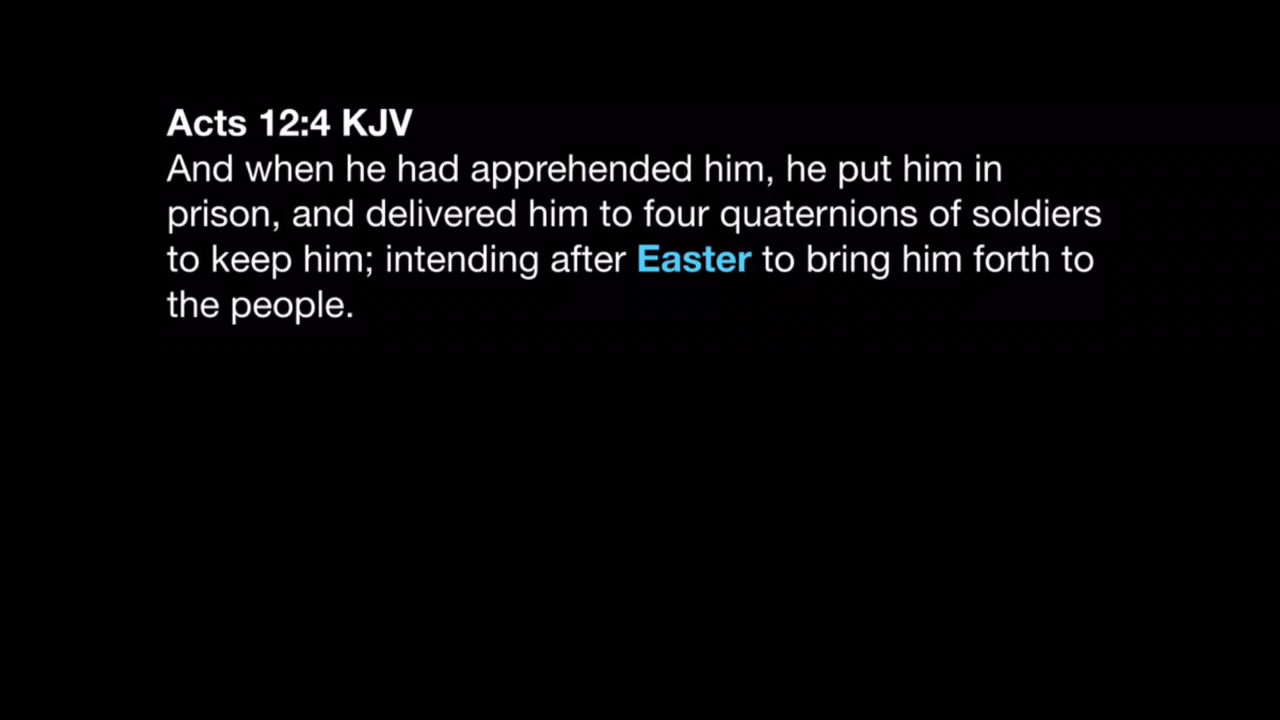 Acts 12:4 KJV
And when he had apprehended him, he put him in
prison, and delivered him to four quaternions of soldiers
to keep him; intending after Easter to bring him forth to
the people.